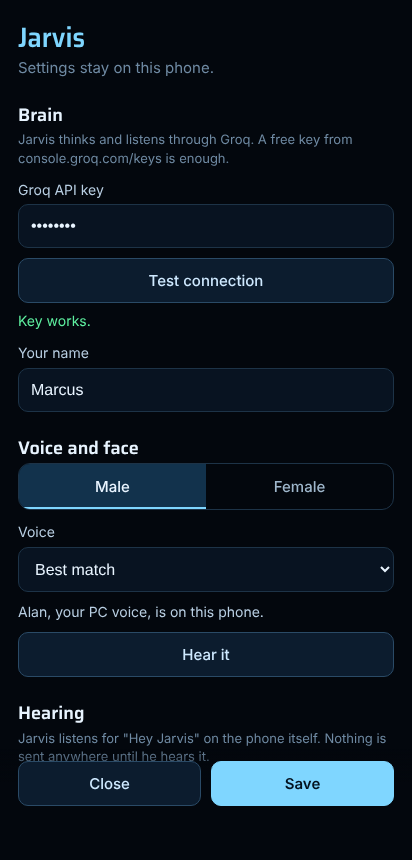 Jarvis
Settings stay on this phone.
Brain
Jarvis thinks and listens through Groq. A free key from
console.groq.com/keys is enough.
Groq API key
••••••••
Test connection
Key works.
Your name
Marcus
Voice and face
Male
Female
Voice
Best match
Alan, your PC voice, is on this phone.
Hear it
Hearing
Jarvis listens for "Hey Jarvis" on the phone itself. Nothing is
sent anywhere until he hears it.
Close
Save